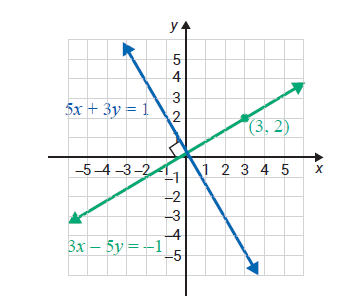 y
5
4
3
5x + 3y = 1
2
(3, 2)
–5 –4 –3 –2 –1
1 2 3 4 5
x
–1
–2
–3
–4
3x – 5y = –1
–5